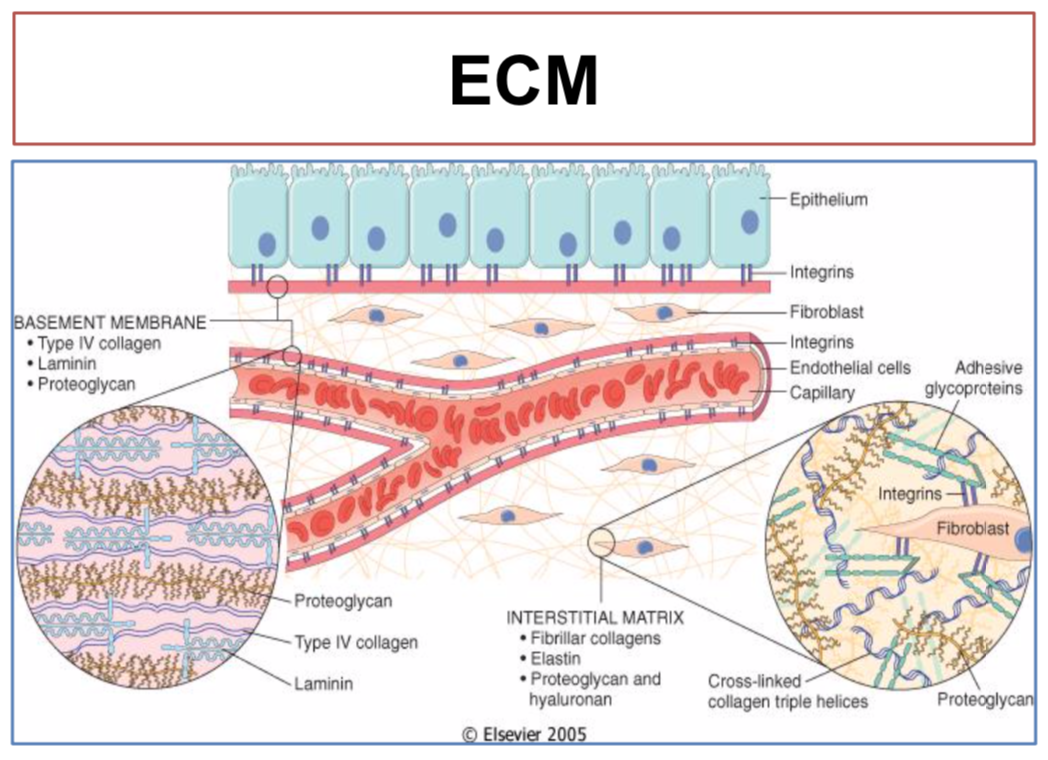 ECM
Epithelium
Integrins
Fibroblast
BASEMENT MEMBRANE
• Type IV collagen
• Laminin
• Proteoglycan
Integrins
Endothelial cells
Capillary
Adhesive
glycoproteins
Integrins
Fibroblast
Proteoglycan
Type IV collagen
Laminin
INTERSTITIAL MATRIX
• Fibrillar collagens
• Elastin
• Proteoglycan and
hyaluronan
Cross-linked
collagen triple helices
Proteoglycan
© Elsevier 2005